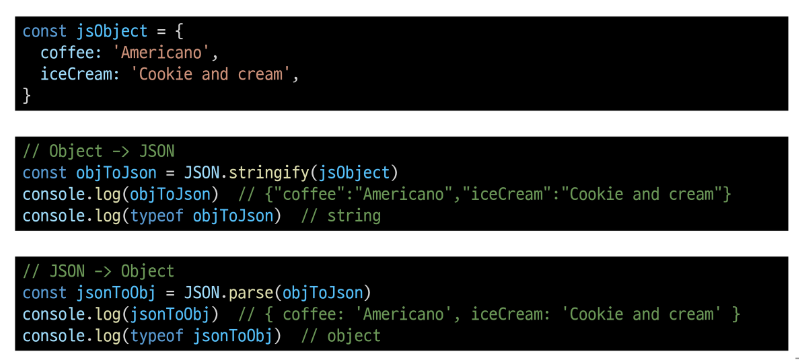 const jsObject = {
  coffee: 'Americano',
  iceCream: 'Cookie and cream',
}
// Object -> JSON
const objToJson = JSON.stringify(jsObject)
console.log(objToJson)  // {"coffee":"Americano","iceCream":"Cookie and cream"}
console.log(typeof objToJson)  // string
// JSON -> Object
const jsonToObj = JSON.parse(objToJson)
console.log(jsonToObj)  // { coffee: 'Americano', iceCream: 'Cookie and cream' }
console.log(typeof jsonToObj)  // object